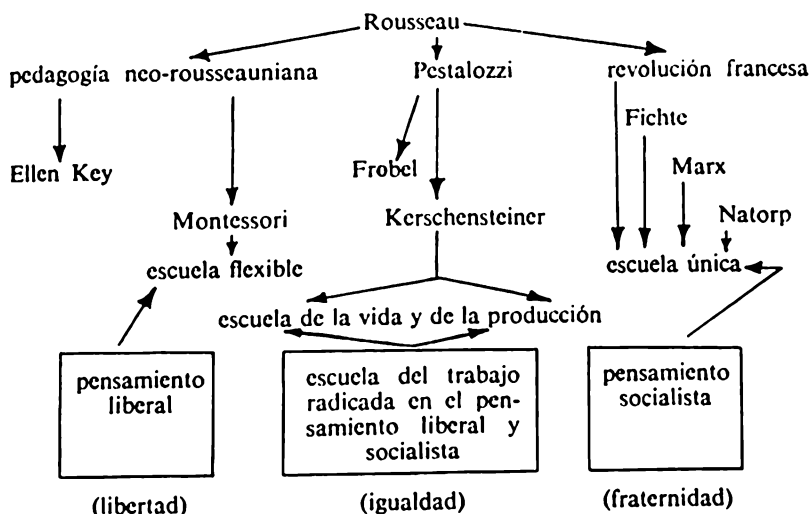 Rousseau
pedagogía neo-rousseauniana
Pestalozzi
revolución francesa
Fichte
Ellen Key
Frobel
Marx
Montessori
Kerschensteiner
Natorp
escuela flexible
escuela única
escuela de la vida y de la producción
pensamiento
liberal
escuela del trabajo
radicada en el pen-
samiento liberal y
socialista
pensamiento
socialista
(libertad)
(igualdad)
(fraternidad)